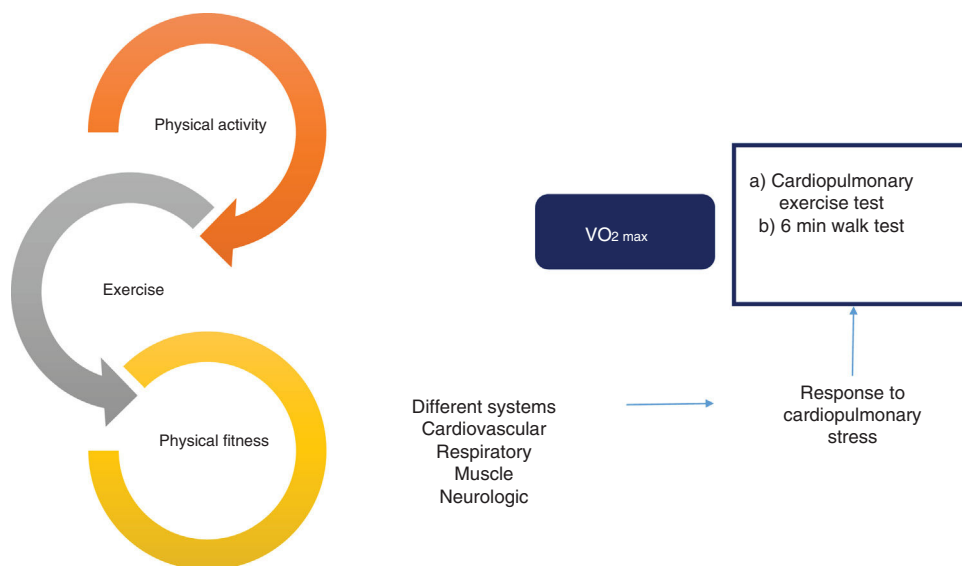 Physical activity
Exercise
Physical fitness
VO₂ max
a) Cardiopulmonary
exercise test
b) 6 min walk test
Different systems
Cardiovascular
Respiratory
Muscle
Neurologic
Response to
cardiopulmonary
stress